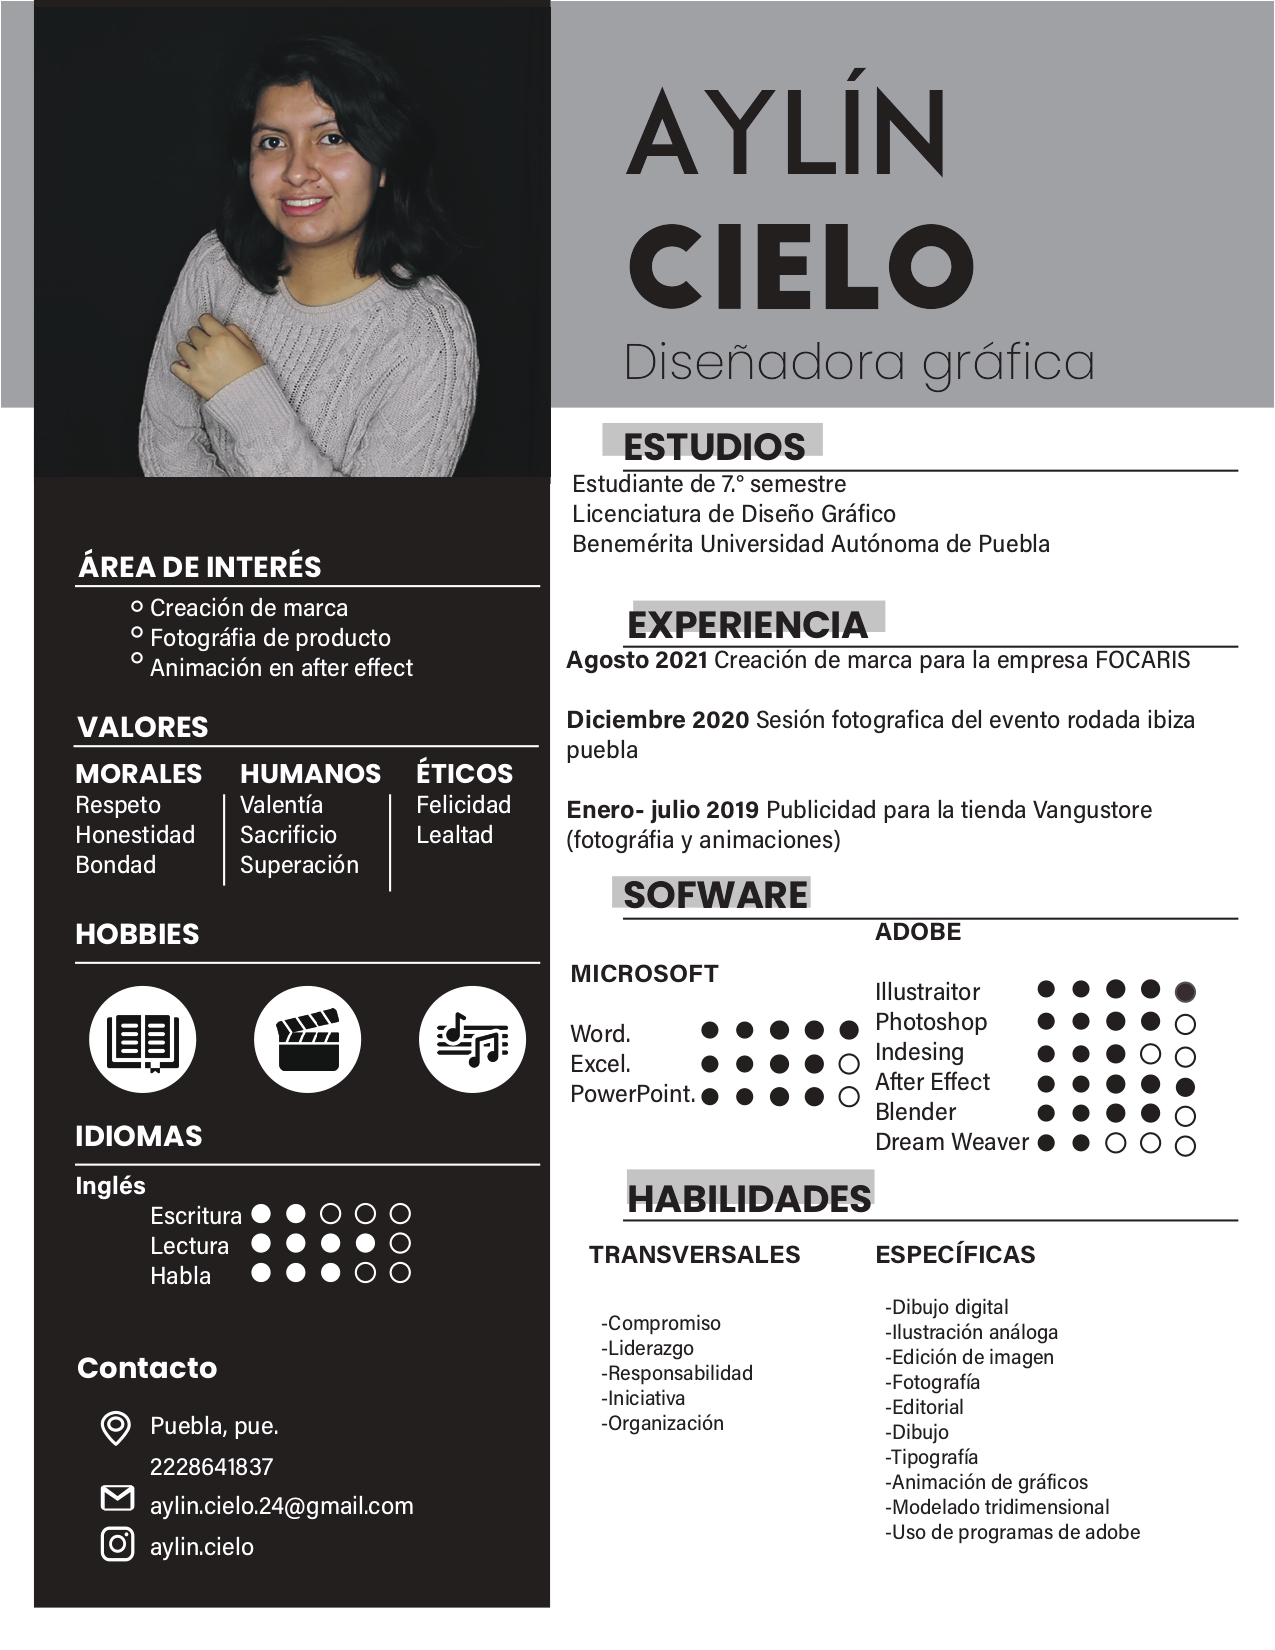 AYLÍN
CIELO
Diseñadora gráfica
ÁREA DE INTERÉS
Creación de marca
Fotográfia de producto
Animación en after effect
VALORES
MORALES
Respeto
Honestidad
Bondad
HUMANOS
Valentía
Sacrificio
Superación
ÉTICOS
Felicidad
Lealtad
HOBBIES
IDIOMAS
Inglés
Escritura
Lectura
Habla
Contacto
Puebla, pue.
2228641837
aylin.cielo.24@gmail.com
aylin.cielo
ESTUDIOS
Estudiante de 7.° semestre
Licenciatura de Diseño Gráfico
Benemérita Universidad Autónoma de Puebla
EXPERIENCIA
Agosto 2021 Creación de marca para la empresa FOCARIS
Diciembre 2020 Sesión fotografica del evento rodada ibiza
puebla
Enero- julio 2019 Publicidad para la tienda Vangustore
(fotográfia y animaciones)
SOFWARE
MICROSOFT
Word.
Excel.
PowerPoint.
ADOBE
Illustraitor
Photoshop
Indesing
After Effect
Blender
Dream Weaver
HABILIDADES
TRANSVERSALES
-Compromiso
-Liderazgo
-Responsabilidad
-Iniciativa
-Organización
ESPECÍFICAS
-Dibujo digital
-Ilustración análoga
-Edición de imagen
-Fotografía
-Editorial
-Dibujo
-Tipografía
-Animación de gráficos
-Modelado tridimensional
-Uso de programas de adobe